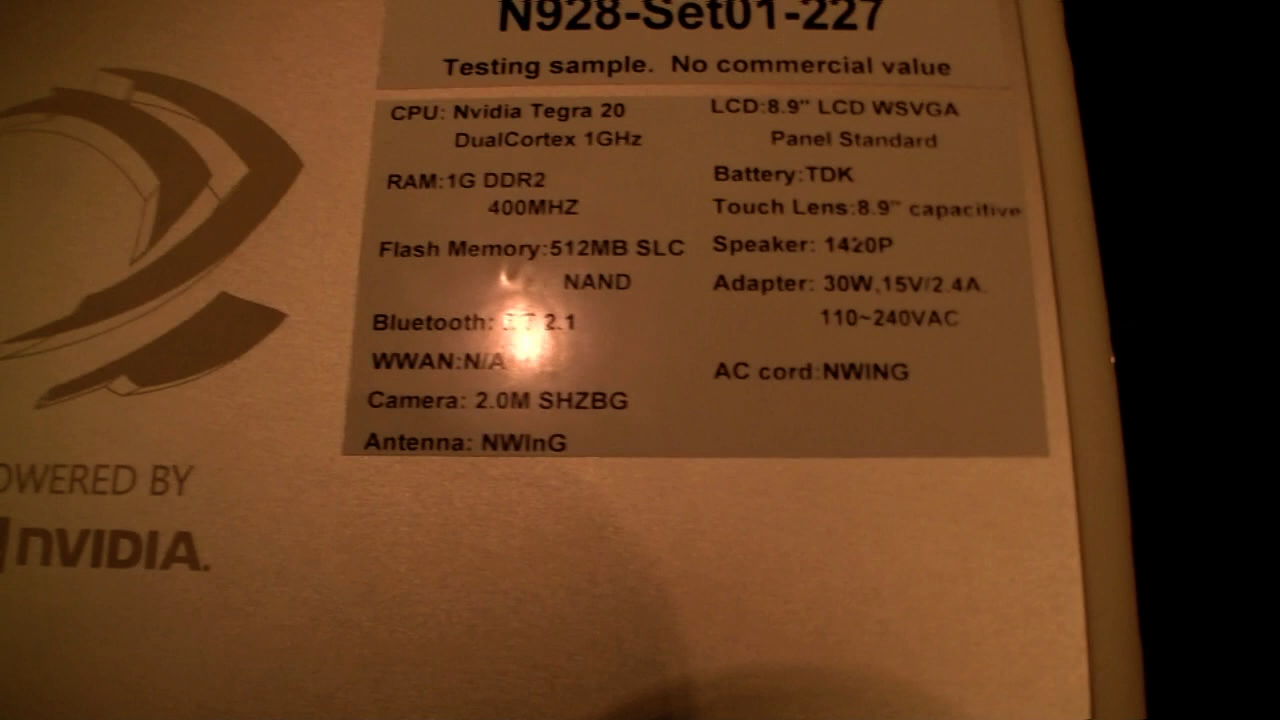 N928-Set01-227
Testing sample. No commercial value
CPU: Nvidia Tegra 20
DualCortex 1GHz
RAM:1G DDR2
400MHZ
Flash Memory:512MB SLC
NAND
Bluetooth: 2.1
WWAN:N/A
Camera: 2.0M SHZBG
Antenna: NWInG
LCD:8.9" LCD WSVGA
Panel Standard
Battery:TDK
Touch Lens:8.9" capacitive
Speaker: 1420P
Adapter: 30W,15V/2.4A
110~240VAC
AC cord:NWING
OWERED BY
nVIDIA.